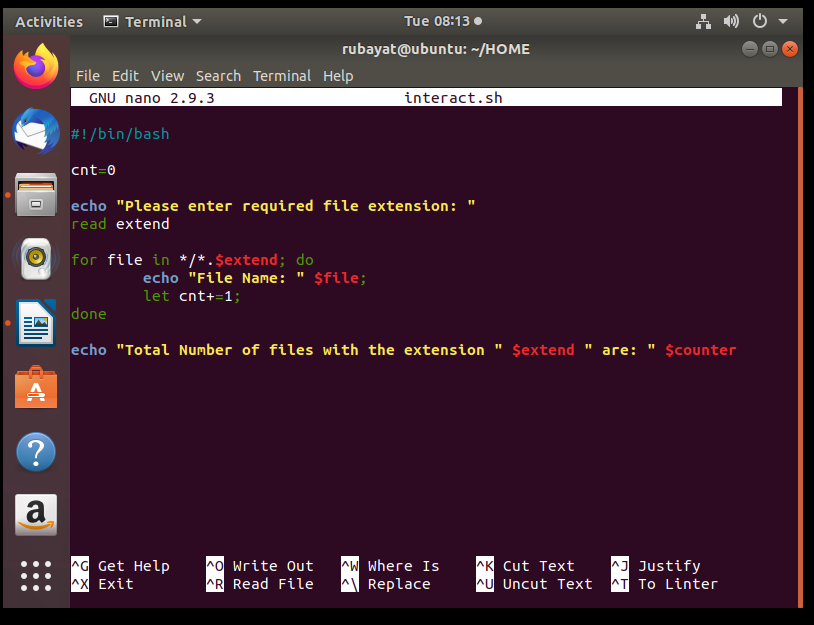 Activities Terminal Tue 08:13
rubayat@ubuntu: ~/HOME
File Edit View Search Terminal Help
GNU nano 2.9.3 interact.sh
#!/bin/bash
cnt=0
echo "Please enter required file extension: "
read extend
for file in */*.$extend; do
echo "File Name: " $file;
let cnt+=1;
done
echo "Total Number of files with the extension " $extend " are: " $counter
^G Get Help ^O Write Out ^W Where Is ^K Cut Text ^J Justify
^X Exit ^R Read File ^\ Replace ^U Uncut Text ^T To Linter